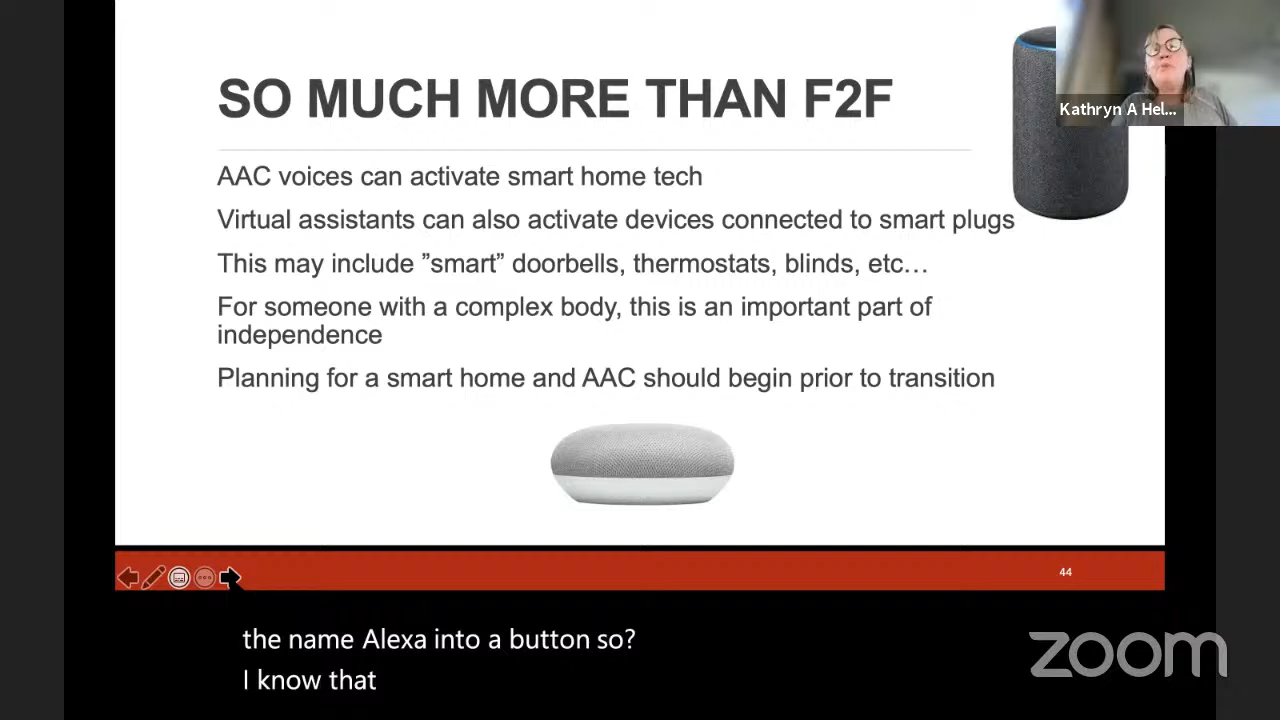 SO MUCH MORE THAN F2F
Kathryn A Hel...
AAC voices can activate smart home tech
Virtual assistants can also activate devices connected to smart plugs
This may include ”smart” doorbells, thermostats, blinds, etc…
For someone with a complex body, this is an important part of
independence
Planning for a smart home and AAC should begin prior to transition
44
the name Alexa into a button so?
I know that
zoom